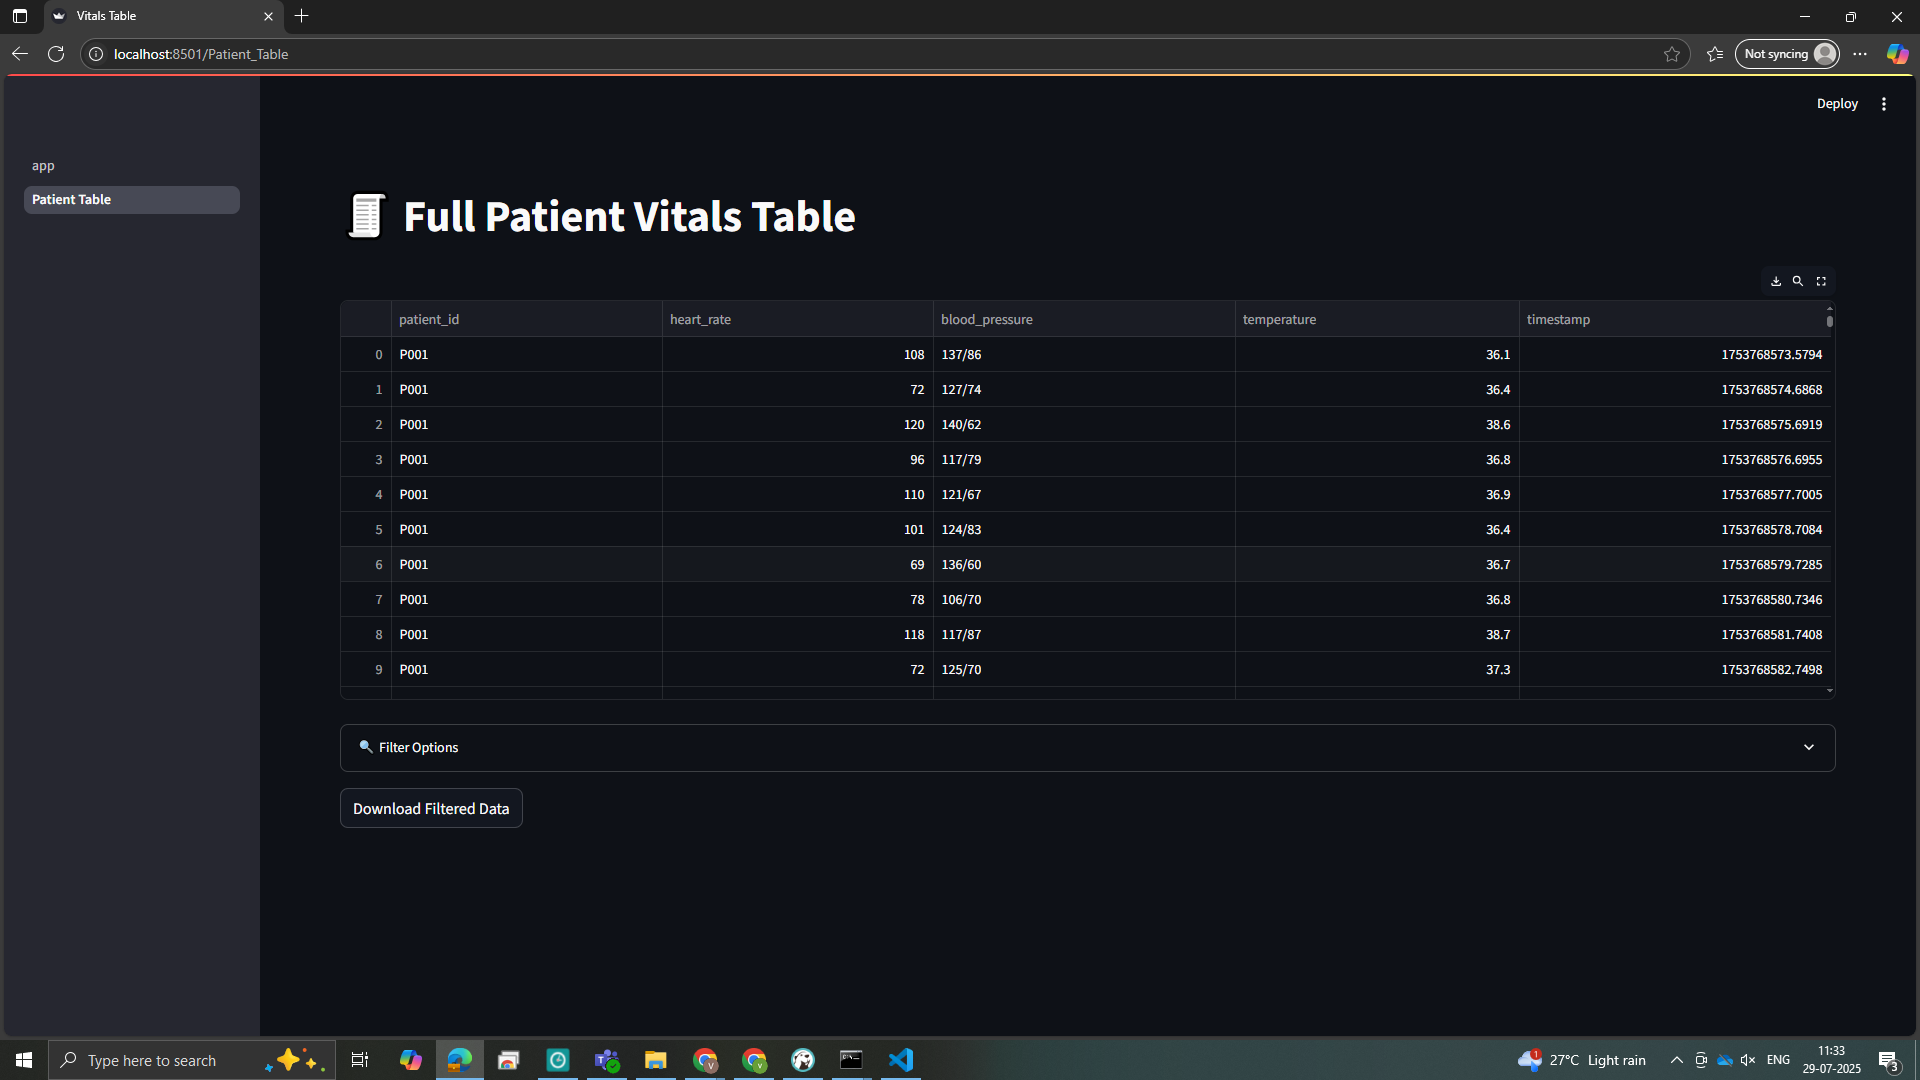 Vitals Table
localhost:8501/Patient_Table
Not syncing
Deploy
app
Patient Table
Full Patient Vitals Table
patient_id heart_rate blood_pressure temperature timestamp
0 P001 108 137/86 36.1 1753768573.5794
1 P001 72 127/74 36.4 1753768574.6868
2 P001 120 140/62 38.6 1753768575.6919
3 P001 96 117/79 36.8 1753768576.6955
4 P001 110 121/67 36.9 1753768577.7005
5 P001 101 124/83 36.4 1753768578.7084
6 P001 69 136/60 36.7 1753768579.7285
7 P001 78 106/70 36.8 1753768580.7346
8 P001 118 117/87 38.7 1753768581.7408
9 P001 72 125/70 37.3 1753768582.7498
Filter Options
Download Filtered Data
Type here to search
1
27°C Light rain
ENG
11:33
29-07-2025
3